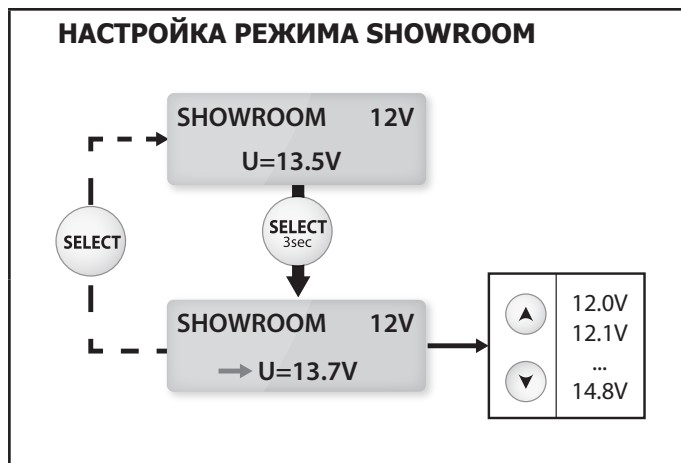 НАСТРОЙКА РЕЖИМА SHOWROOM
SHOWROOM 12V
U=13.5V
SELECT
SELECT
3sec
SHOWROOM 12V
U=13.7V
12.0V
12.1V
...
14.8V